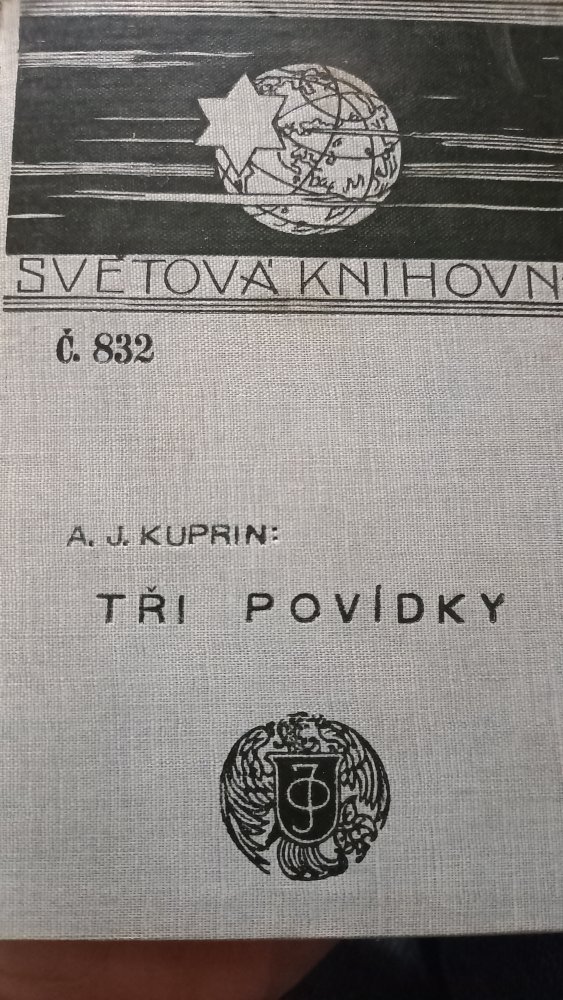 SVĚTOVÁ KNIHOVN
Č. 832
A. J. KUPRIN:
TŘI POVÍDKY